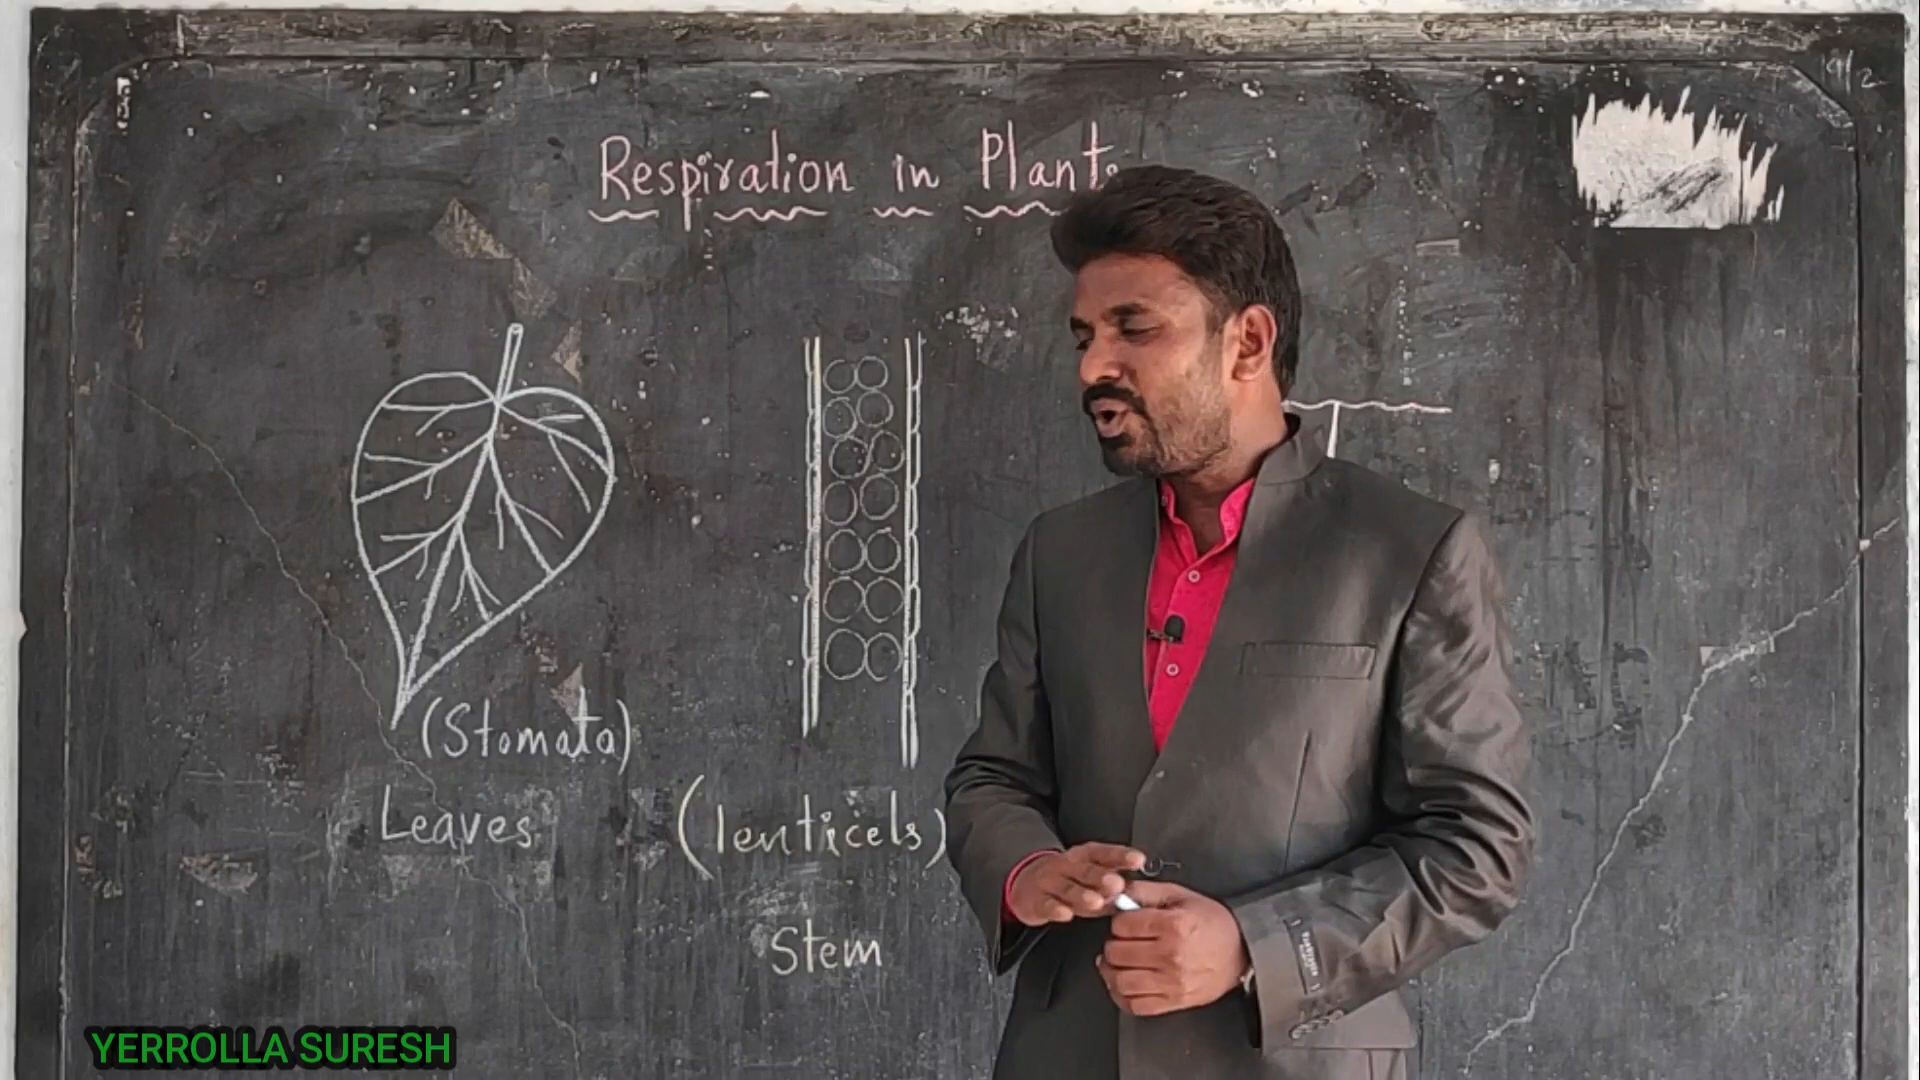 Respiration in Plants
(Stomata)
Leaves
(lenticels)
Stem
YERROLLA SURESH